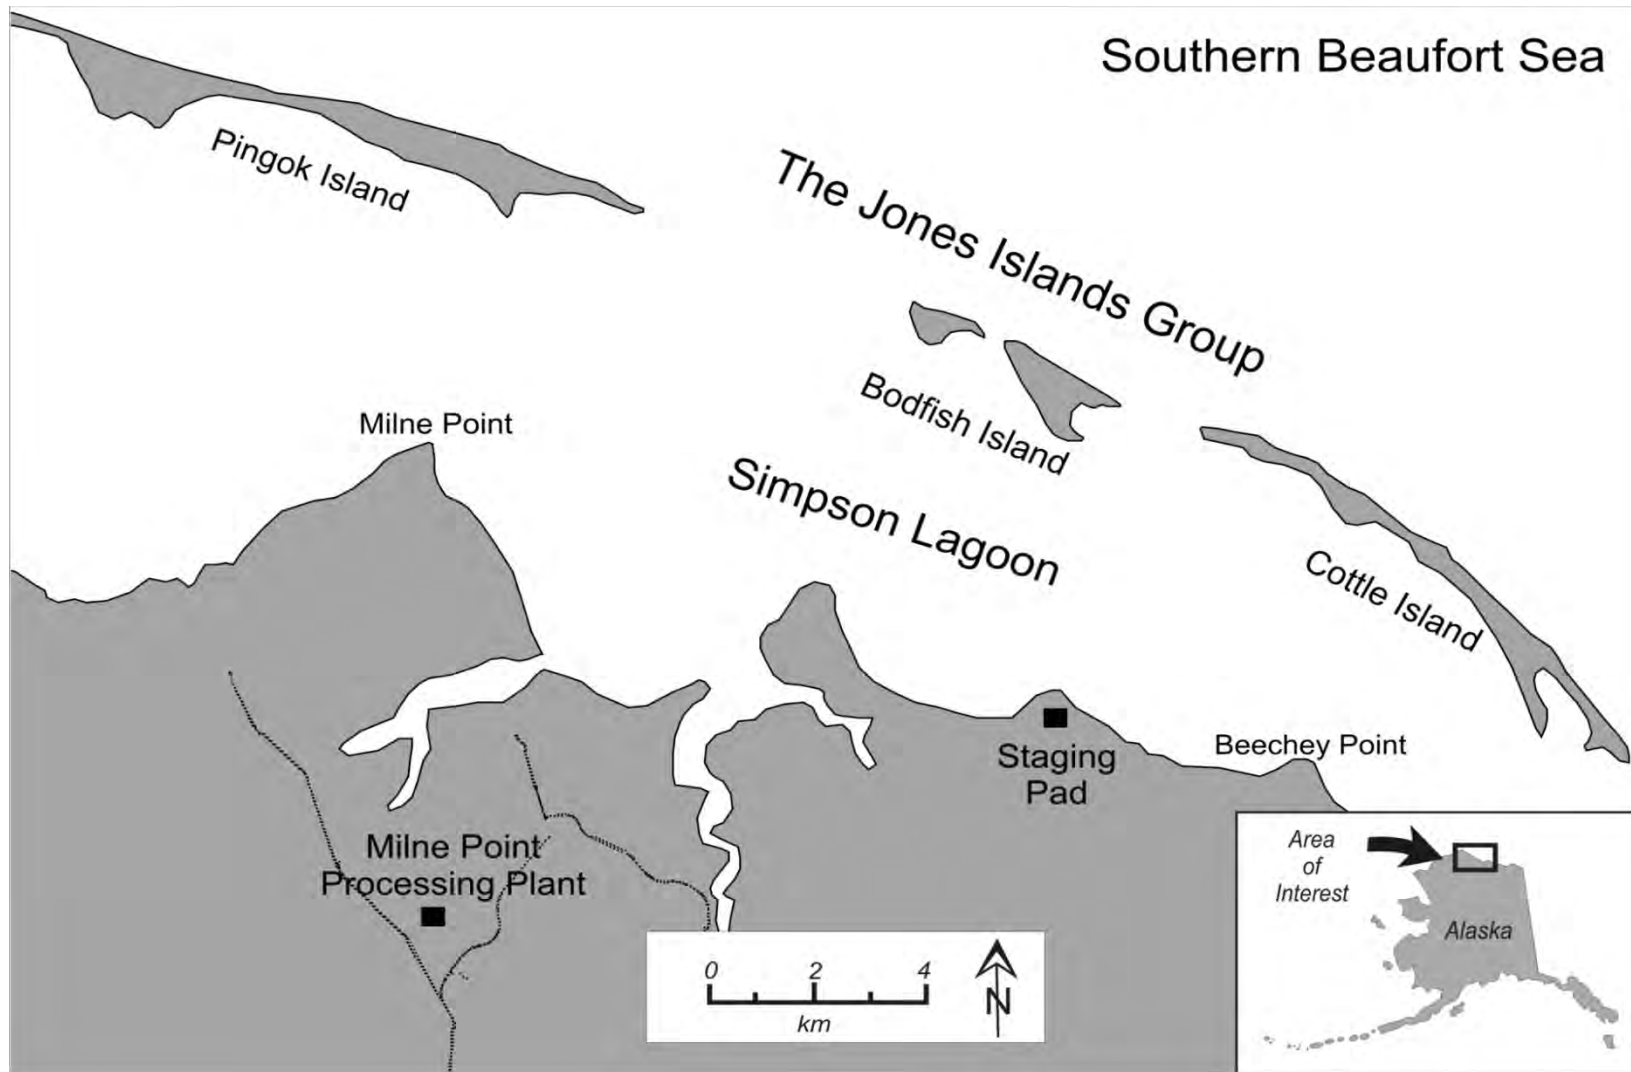 Southern Beaufort Sea
Pingok Island
The Jones Islands Group
Bodfish Island
Milne Point
Simpson Lagoon
Cottle Island
Staging
Pad
Beechey Point
Milne Point
Processing Plant
0 2 4
km
N
Area
of
Interest
Alaska